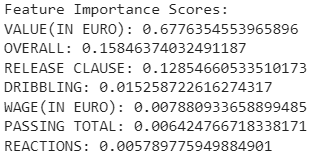 Feature Importance Scores:
VALUE(IN EURO): 0.6776354553965896
OVERALL: 0.15846374032491187
RELEASE CLAUSE: 0.12854660533510173
DRIBBLING: 0.015258722616274317
WAGE(IN EURO): 0.007880933658899485
PASSING TOTAL: 0.006424766718338171
REACTIONS: 0.005789775949884901